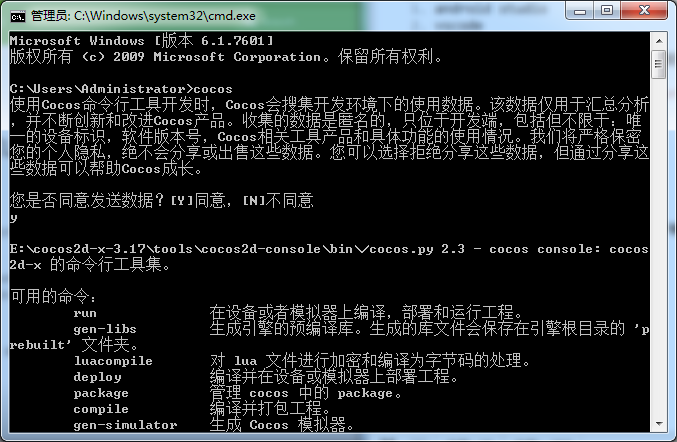 管理员: C:\Windows\system32\cmd.exe
Microsoft Windows [版本 6.1.7601]
版权所有 (c) 2009 Microsoft Corporation。保留所有权利。
C:\Users\Administrator>cocos
使用Cocos命令行工具开发时，Cocos会搜集开发环境下的使用数据。该数据仅用于汇总分析
，并不断创新和改进Cocos产品。收集的数据是匿名的，只位于开发端，包括但不限于：唯
一的设备标识，软件版本号，Cocos相关工具产品和具体功能的使用情况。我们将严格保密
您的个人隐私，绝不会分享或出售这些数据。您可以选择拒绝分享这些数据，但通过分享这
些数据可以帮助Cocos成长。
您是否同意发送数据？[Y]同意，[N]不同意
y
E:\cocos2d-x-3.17\tools\cocos2d-console\bin\/cocos.py 2.3 - cocos console: cocos
2d-x 的命令行工具集。
可用的命令：
run 在设备或者模拟器上编译，部署和运行工程。
gen-libs 生成引擎的预编译库。生成的库文件会保存在引擎根目录的 'p
rebuilt' 文件夹。
luacompile 对 lua 文件进行加密和编译为字节码的处理。
deploy 编译并在设备或模拟器上部署工程。
package 管理 cocos 中的 package。
compile 编译并打包工程。
gen-simulator 生成 Cocos 模拟器。